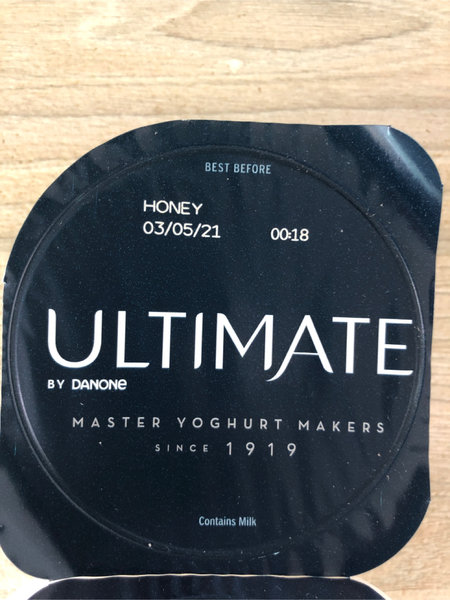 BEST BEFORE
HONEY
03/05/21 00:18
ULTIMATE
BY DANONE
MASTER YOGHURT MAKERS
SINCE 1919
Contains Milk